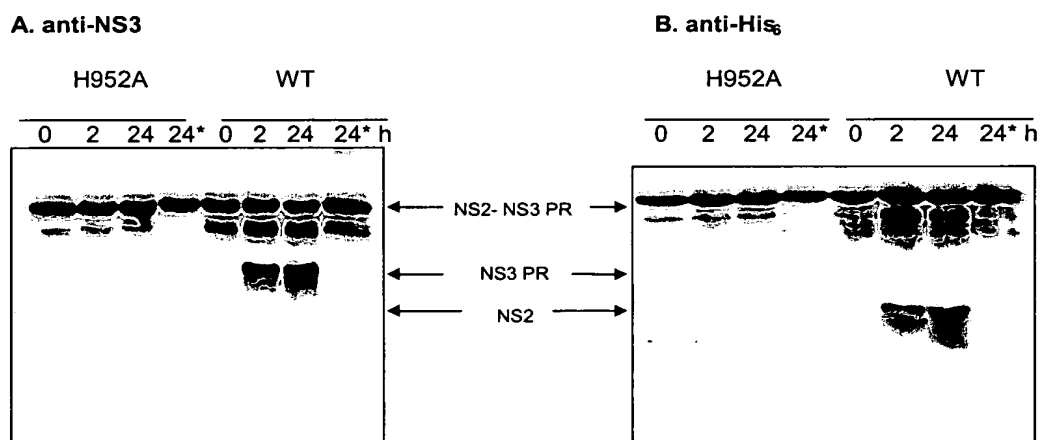 A. anti-NS3
B. anti-His6
H952A WT
H952A WT
0 2 24 24* 0 2 24 24* h
0 2 24 24* 0 2 24 24* h
NS2- NS3 PR
NS3 PR
NS2